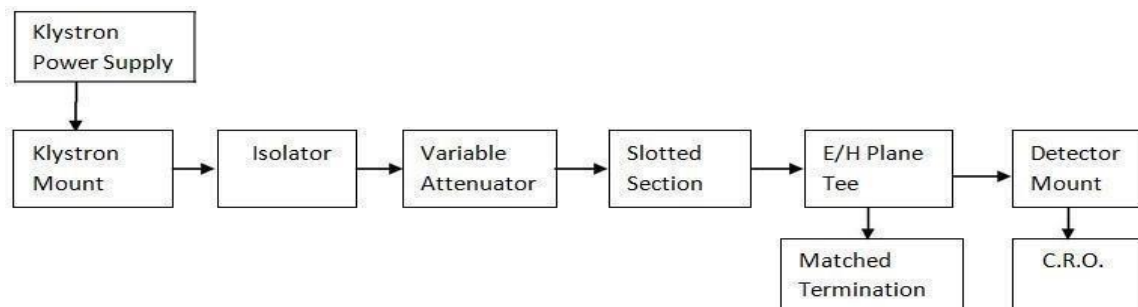 Klystron
Power Supply
Klystron
Mount
Isolator
Variable
Attenuator
Slotted
Section
E/H Plane
Tee
Detector
Mount
Matched
Termination
C.R.O.